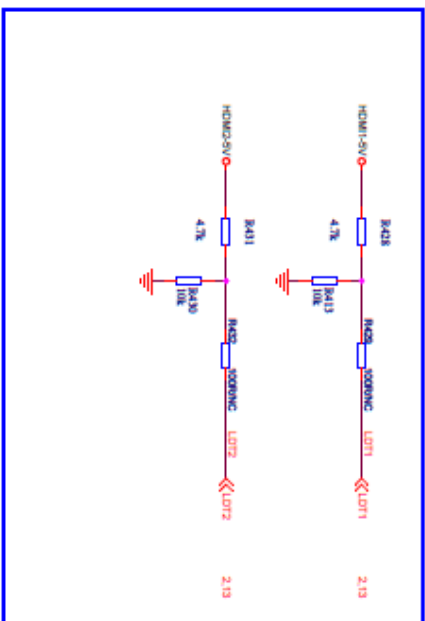 HDMI1-5V
R428
4.7k
R413
10k
R429
100R/NC
LDT1
LDT1
2,13
HDMI2-5V
R431
4.7k
R430
10k
R432
100R/NC
LDT2
LDT2
2,13